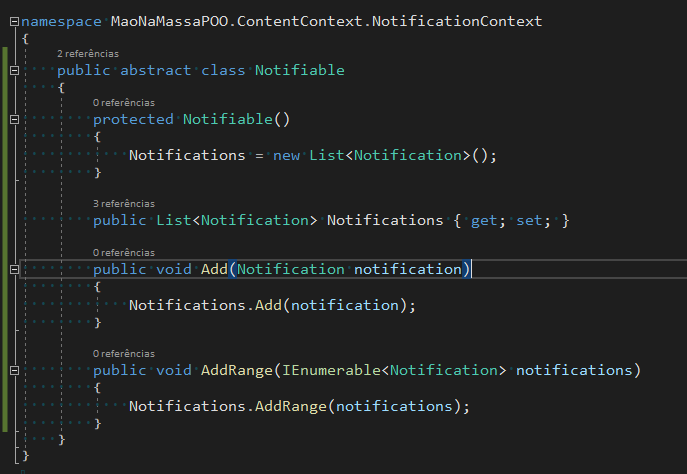 namespace MaoNaMassaPOO.ContentContext.NotificationContext
{
2 referências
public abstract class Notifiable
{
0 referências
protected Notifiable()
{
Notifications = new List<Notification>();
}
3 referências
public List<Notification> Notifications { get; set; }
0 referências
public void Add(Notification notification)
{
Notifications.Add(notification);
}
0 referências
public void AddRange(IEnumerable<Notification> notifications)
{
Notifications.AddRange(notifications);
}
}
}